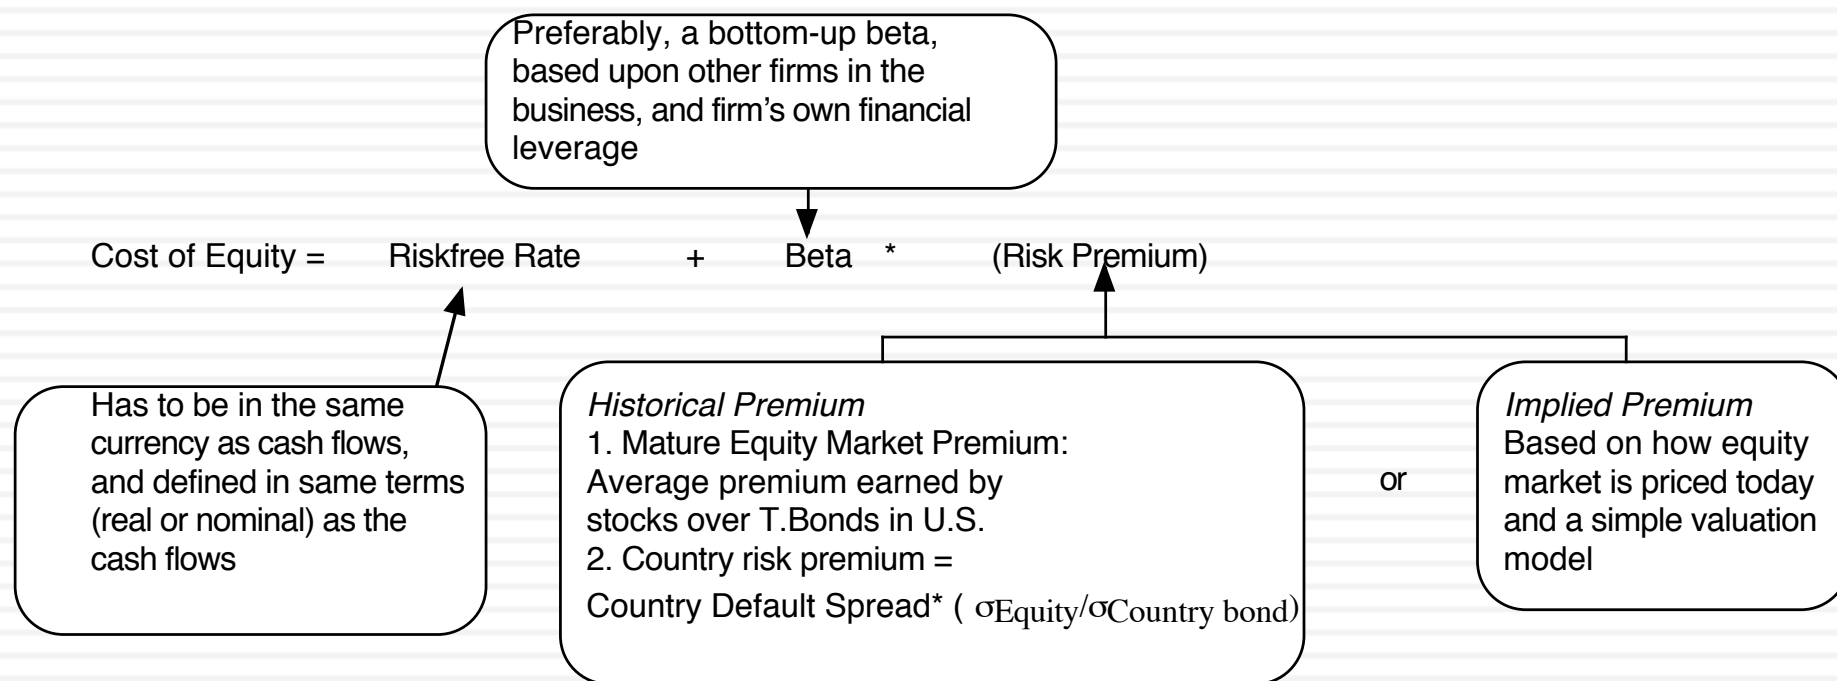 Preferably, a bottom-up beta,
based upon other firms in the
business, and firm’s own financial
leverage
Cost of Equity = Riskfree Rate + Beta * (Risk Premium)
Has to be in the same
currency as cash flows,
and defined in same terms
(real or nominal) as the
cash flows
Historical Premium
1. Mature Equity Market Premium:
Average premium earned by
stocks over T.Bonds in U.S.
2. Country risk premium =
Country Default Spread* ( σEquity/σCountry bond)
or
Implied Premium
Based on how equity
market is priced today
and a simple valuation
model